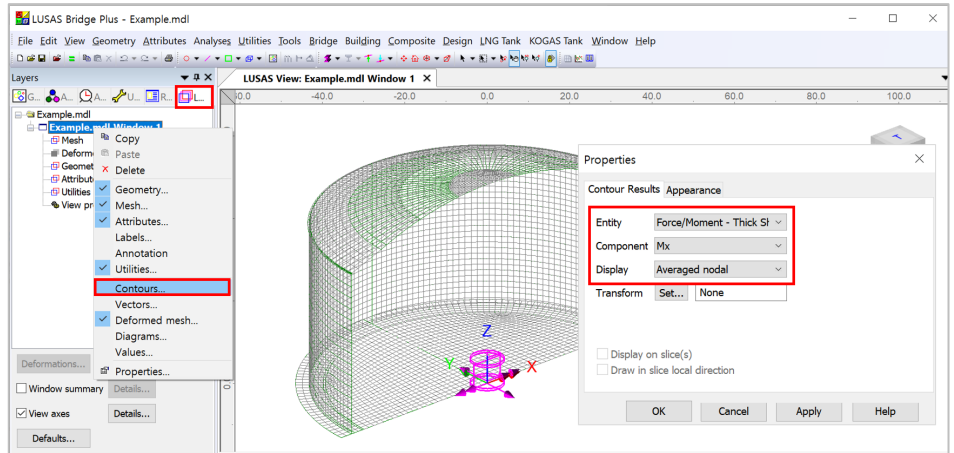 LUSAS Bridge Plus - Example.mdl
File Edit View Geometry Attributes Analyses Utilities Tools Bridge Building Composite Design LNG Tank KOGAS Tank Window Help
Layers
LUSAS View: Example.mdl Window 1 X
G... A... A... U... R... L...
-40.0 -20.0 0.0 20.0 40.0 60.0 80.0 100.0
Example.mdl
Example.mdl Window 1
Mesh
Deform
Geomet
Attribut
Utilities
View pr
Copy
Paste
Delete
Geometry...
Mesh...
Attributes...
Labels...
Annotation
Utilities...
Contours...
Vectors...
Deformed mesh...
Diagrams...
Values...
Properties...
Deformations...
Window summary Details...
View axes Details...
Defaults...
Z
Y
X
Properties
Contour Results Appearance
Entity Force/Moment - Thick Sh
Component Mx
Display Averaged nodal
Transform Set... None
Display on slice(s)
Draw in slice local direction
OK Cancel Apply Help